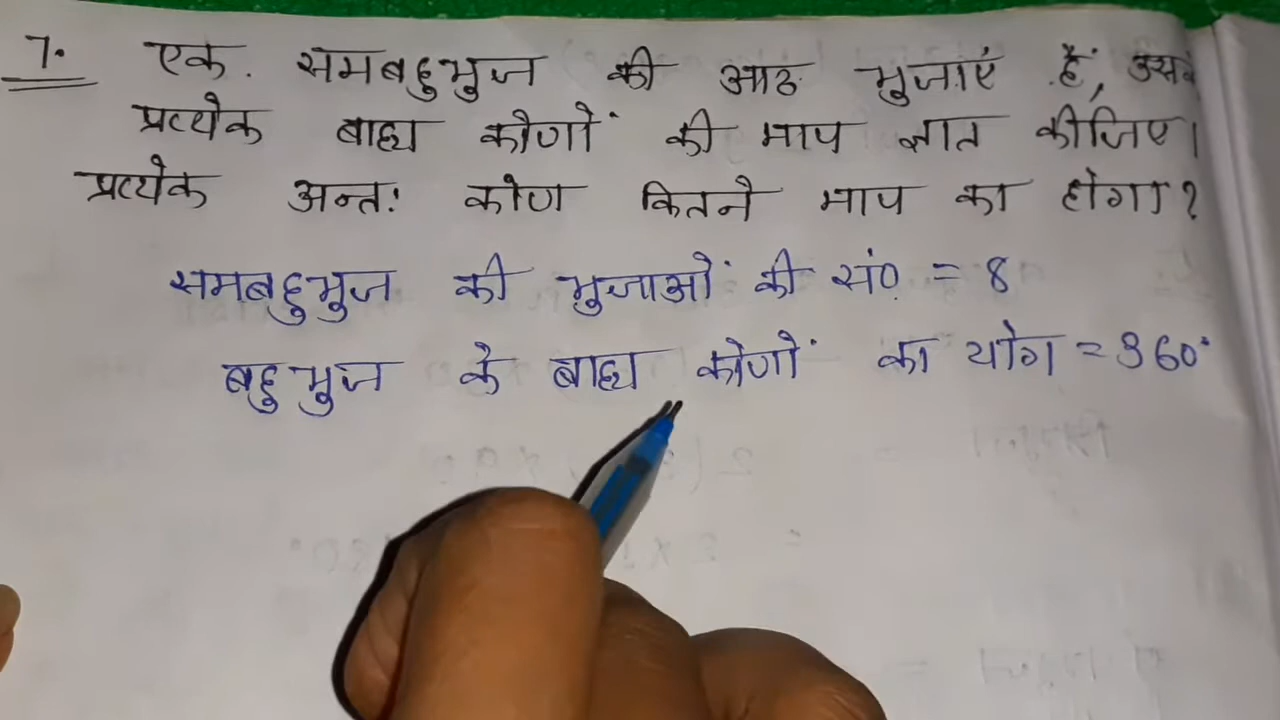 7. एक समबहुभुज की आठ भुजाएं हैं, उसके
प्रत्येक बाह्य कोणों की माप ज्ञात कीजिए।
प्रत्येक अन्तः कोण कितने माप का होगा?
समबहुभुज की भुजाओं की सं० = 8
बहुभुज के बाह्य कोणों का योग = 360°